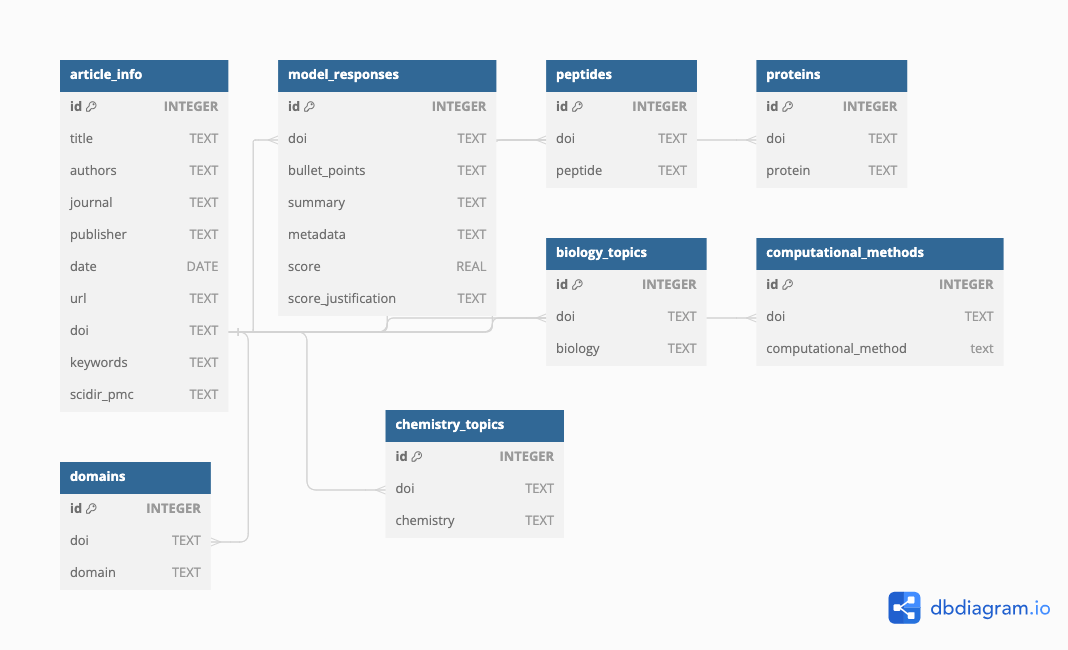 article_info
id INTEGER
title TEXT
authors TEXT
journal TEXT
publisher TEXT
date DATE
url TEXT
doi TEXT
keywords TEXT
scidir_pmc TEXT
model_responses
id INTEGER
doi TEXT
bullet_points TEXT
summary TEXT
metadata TEXT
score REAL
score_justification TEXT
peptides
id INTEGER
doi TEXT
peptide TEXT
proteins
id INTEGER
doi TEXT
protein TEXT
biology_topics
id INTEGER
doi TEXT
biology TEXT
computational_methods
id INTEGER
doi TEXT
computational_method text
chemistry_topics
id INTEGER
doi TEXT
chemistry TEXT
domains
id INTEGER
doi TEXT
domain TEXT
dbdiagram.io